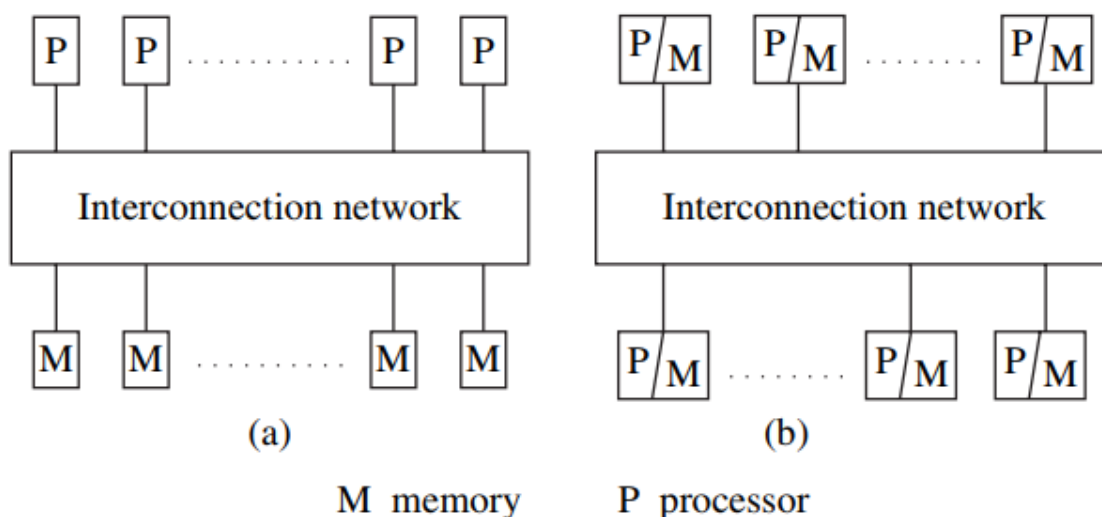 P P . . . . . . . . . . . P P
P/M P/M . . . . . . . . P/M
Interconnection network
Interconnection network
M M . . . . . . . . . . . M M
P/M . . . . . . . . P/M P/M
(a)
(b)
M memory P processor